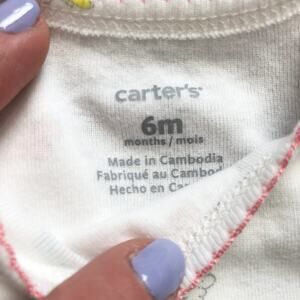 carter's
6m
months / mois
Made in Cambodia
Fabriqué au
Hecho en